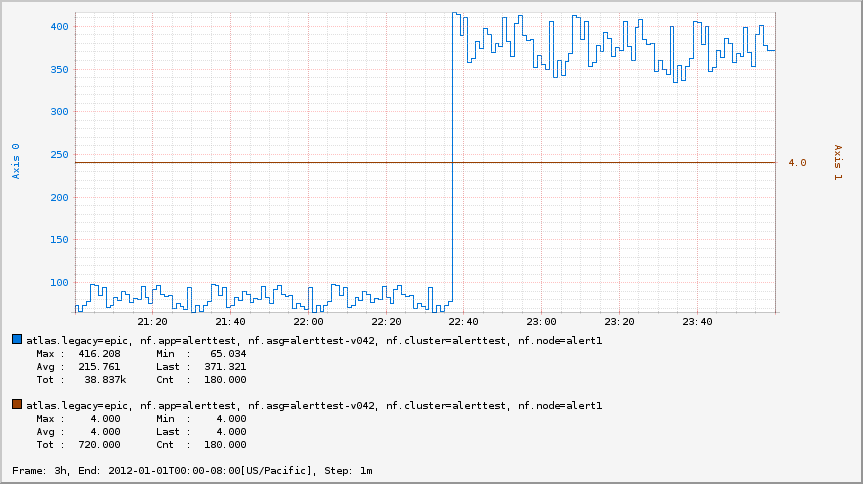 400
350
300
250
200
150
100
Axis 0
4.0
Axis 1
21:20 21:40 22:00 22:20 22:40 23:00 23:20 23:40
atlas.legacy=epic, nf.app=alerttest, nf.asg=alerttest-v042, nf.cluster=alerttest, nf.node=alert1
Max : 416.208 Min : 65.034
Avg : 215.761 Last : 371.321
Tot : 38.837k Cnt : 180.000
atlas.legacy=epic, nf.app=alerttest, nf.asg=alerttest-v042, nf.cluster=alerttest, nf.node=alert1
Max : 4.000 Min : 4.000
Avg : 4.000 Last : 4.000
Tot : 720.000 Cnt : 180.000
Frame: 3h, End: 2012-01-01T00:00-08:00[US/Pacific], Step: 1m